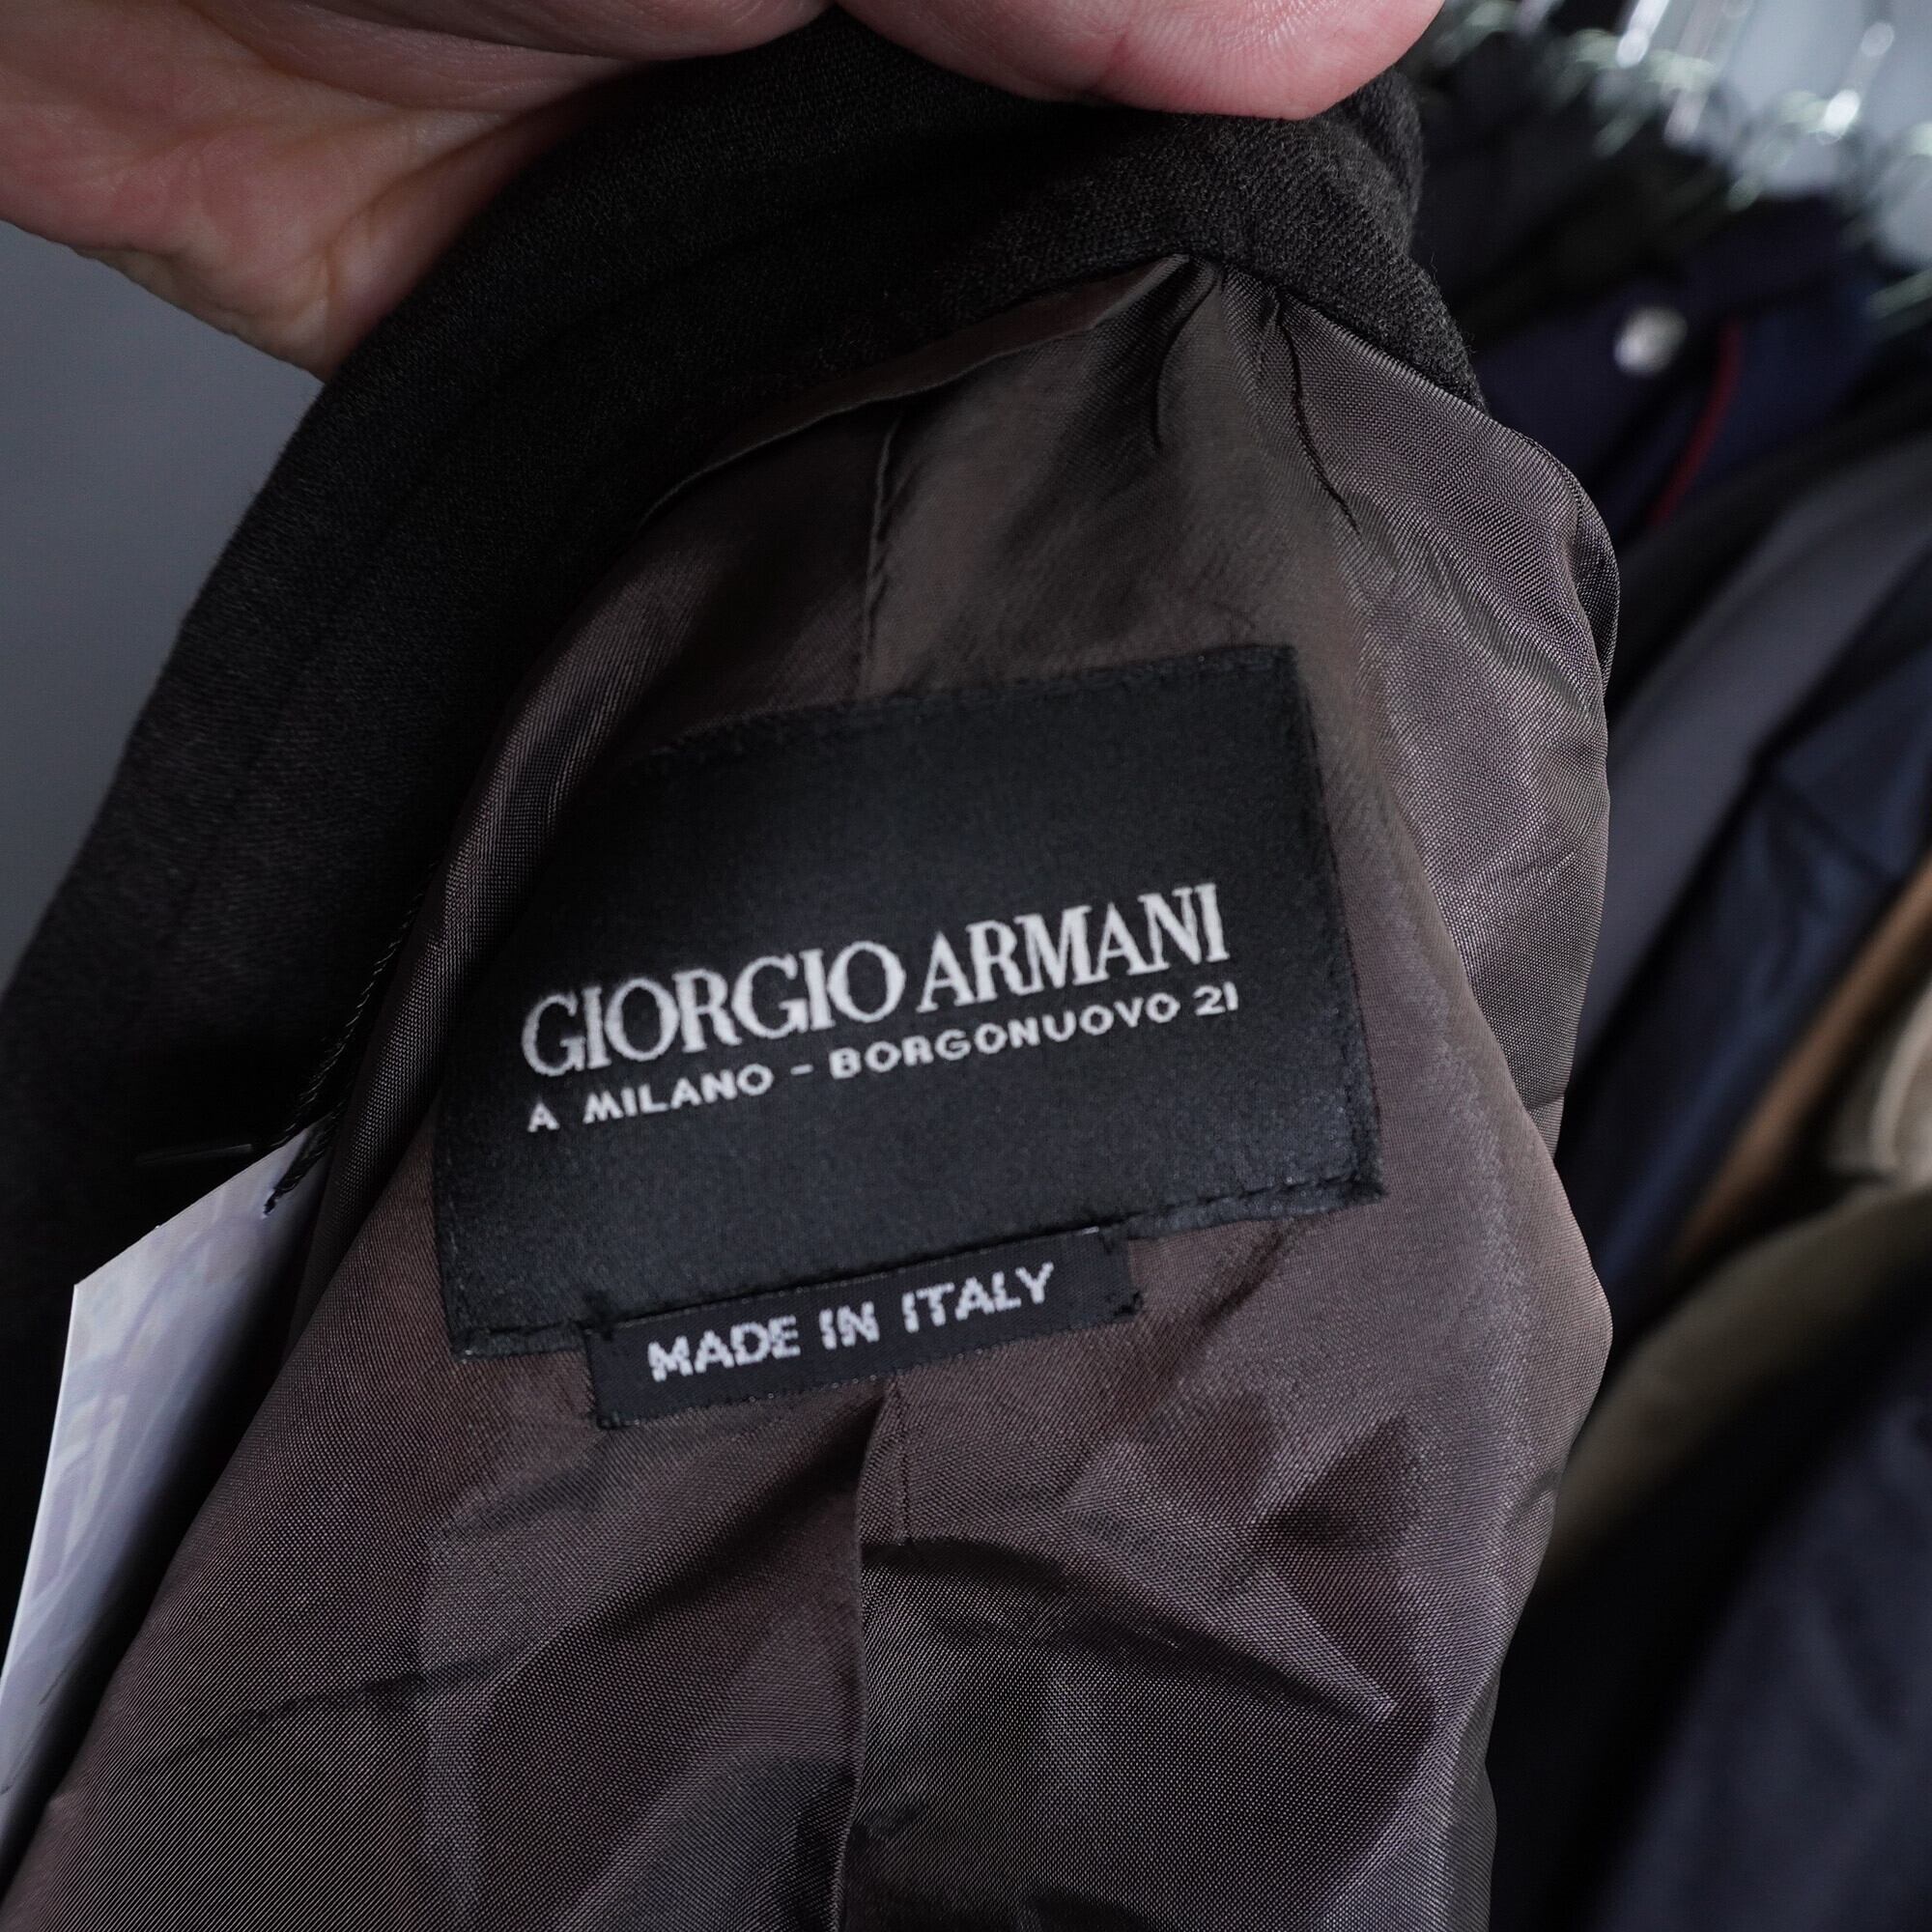 GIORGIO ARMANI
A MILANO - BORGONUOVO 21
MADE IN ITALY